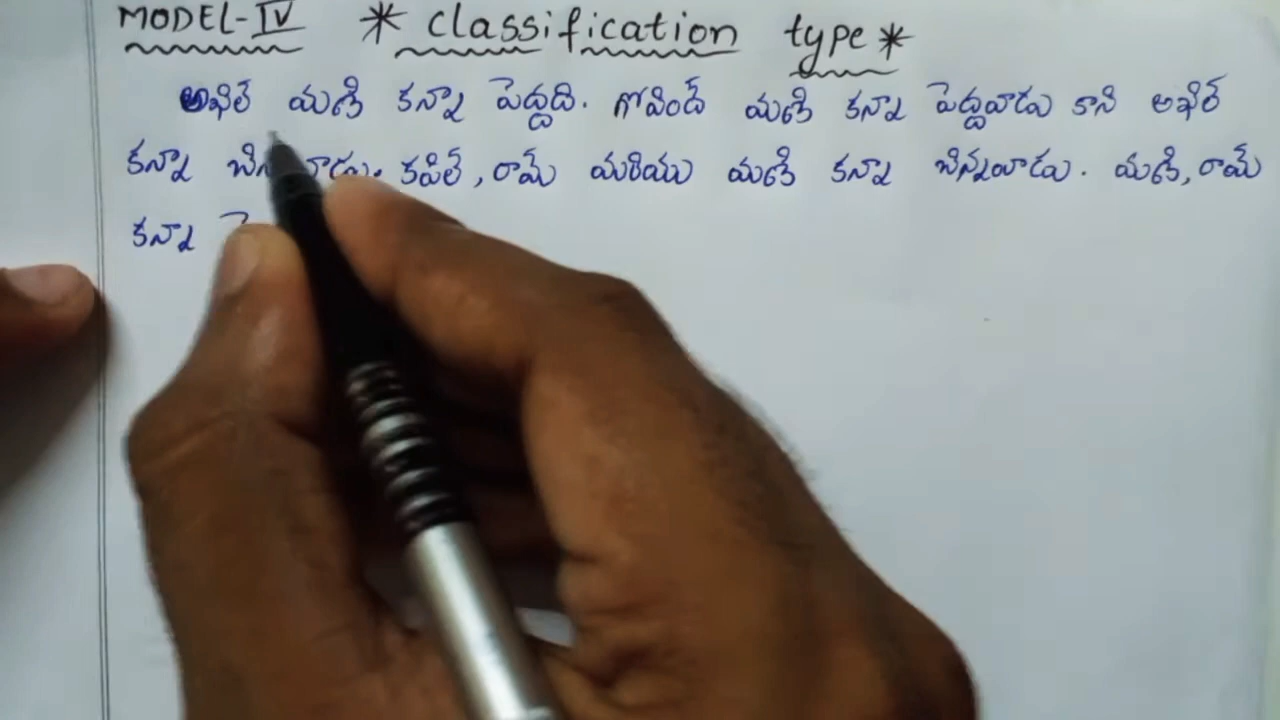 MODEL-IV * classification type *
అఖిల్ మణి కన్నా పెద్దది. గోవింద్ మణి కన్నా పెద్దవాడు కాని అఖిల్
కన్నా కపిల్, రామ్ మరియు మణి కన్నా చిన్నవాడు. మణి, రామ్
కన్నా